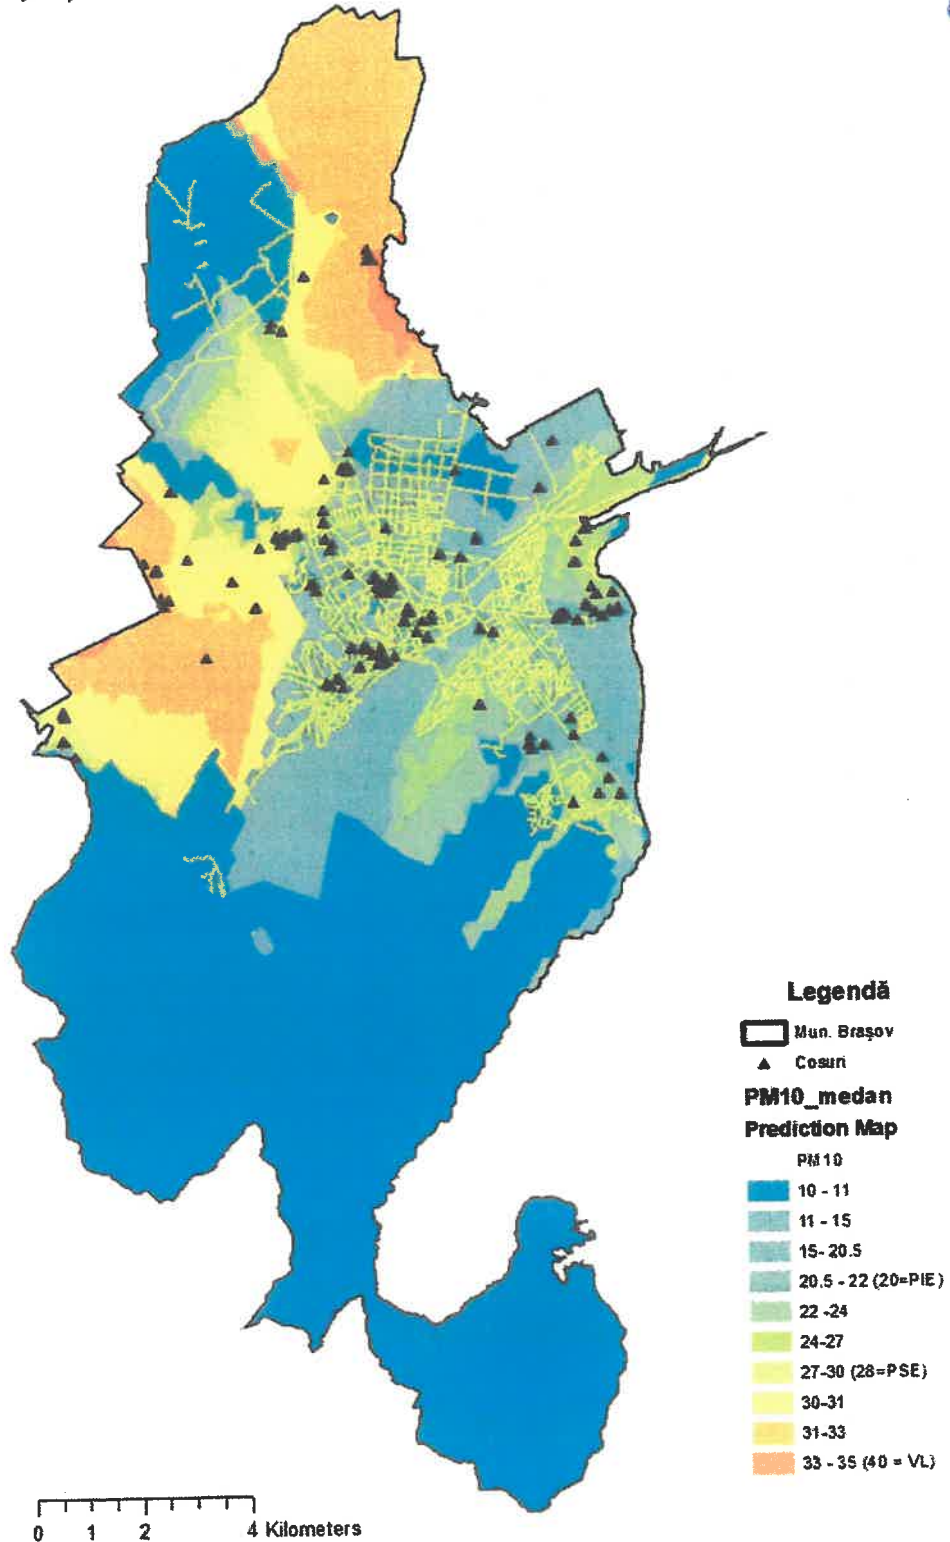 Legendă
Mun. Brașov
Cosuri
PM10_medan
Prediction Map
PM10
10 - 11
11 - 15
15- 20.5
20.5 - 22 (20=PIE)
22 -24
24-27
27-30 (28=PSE)
30-31
31-33
33 - 35 (40 = VL)
0 1 2 4 Kilometers